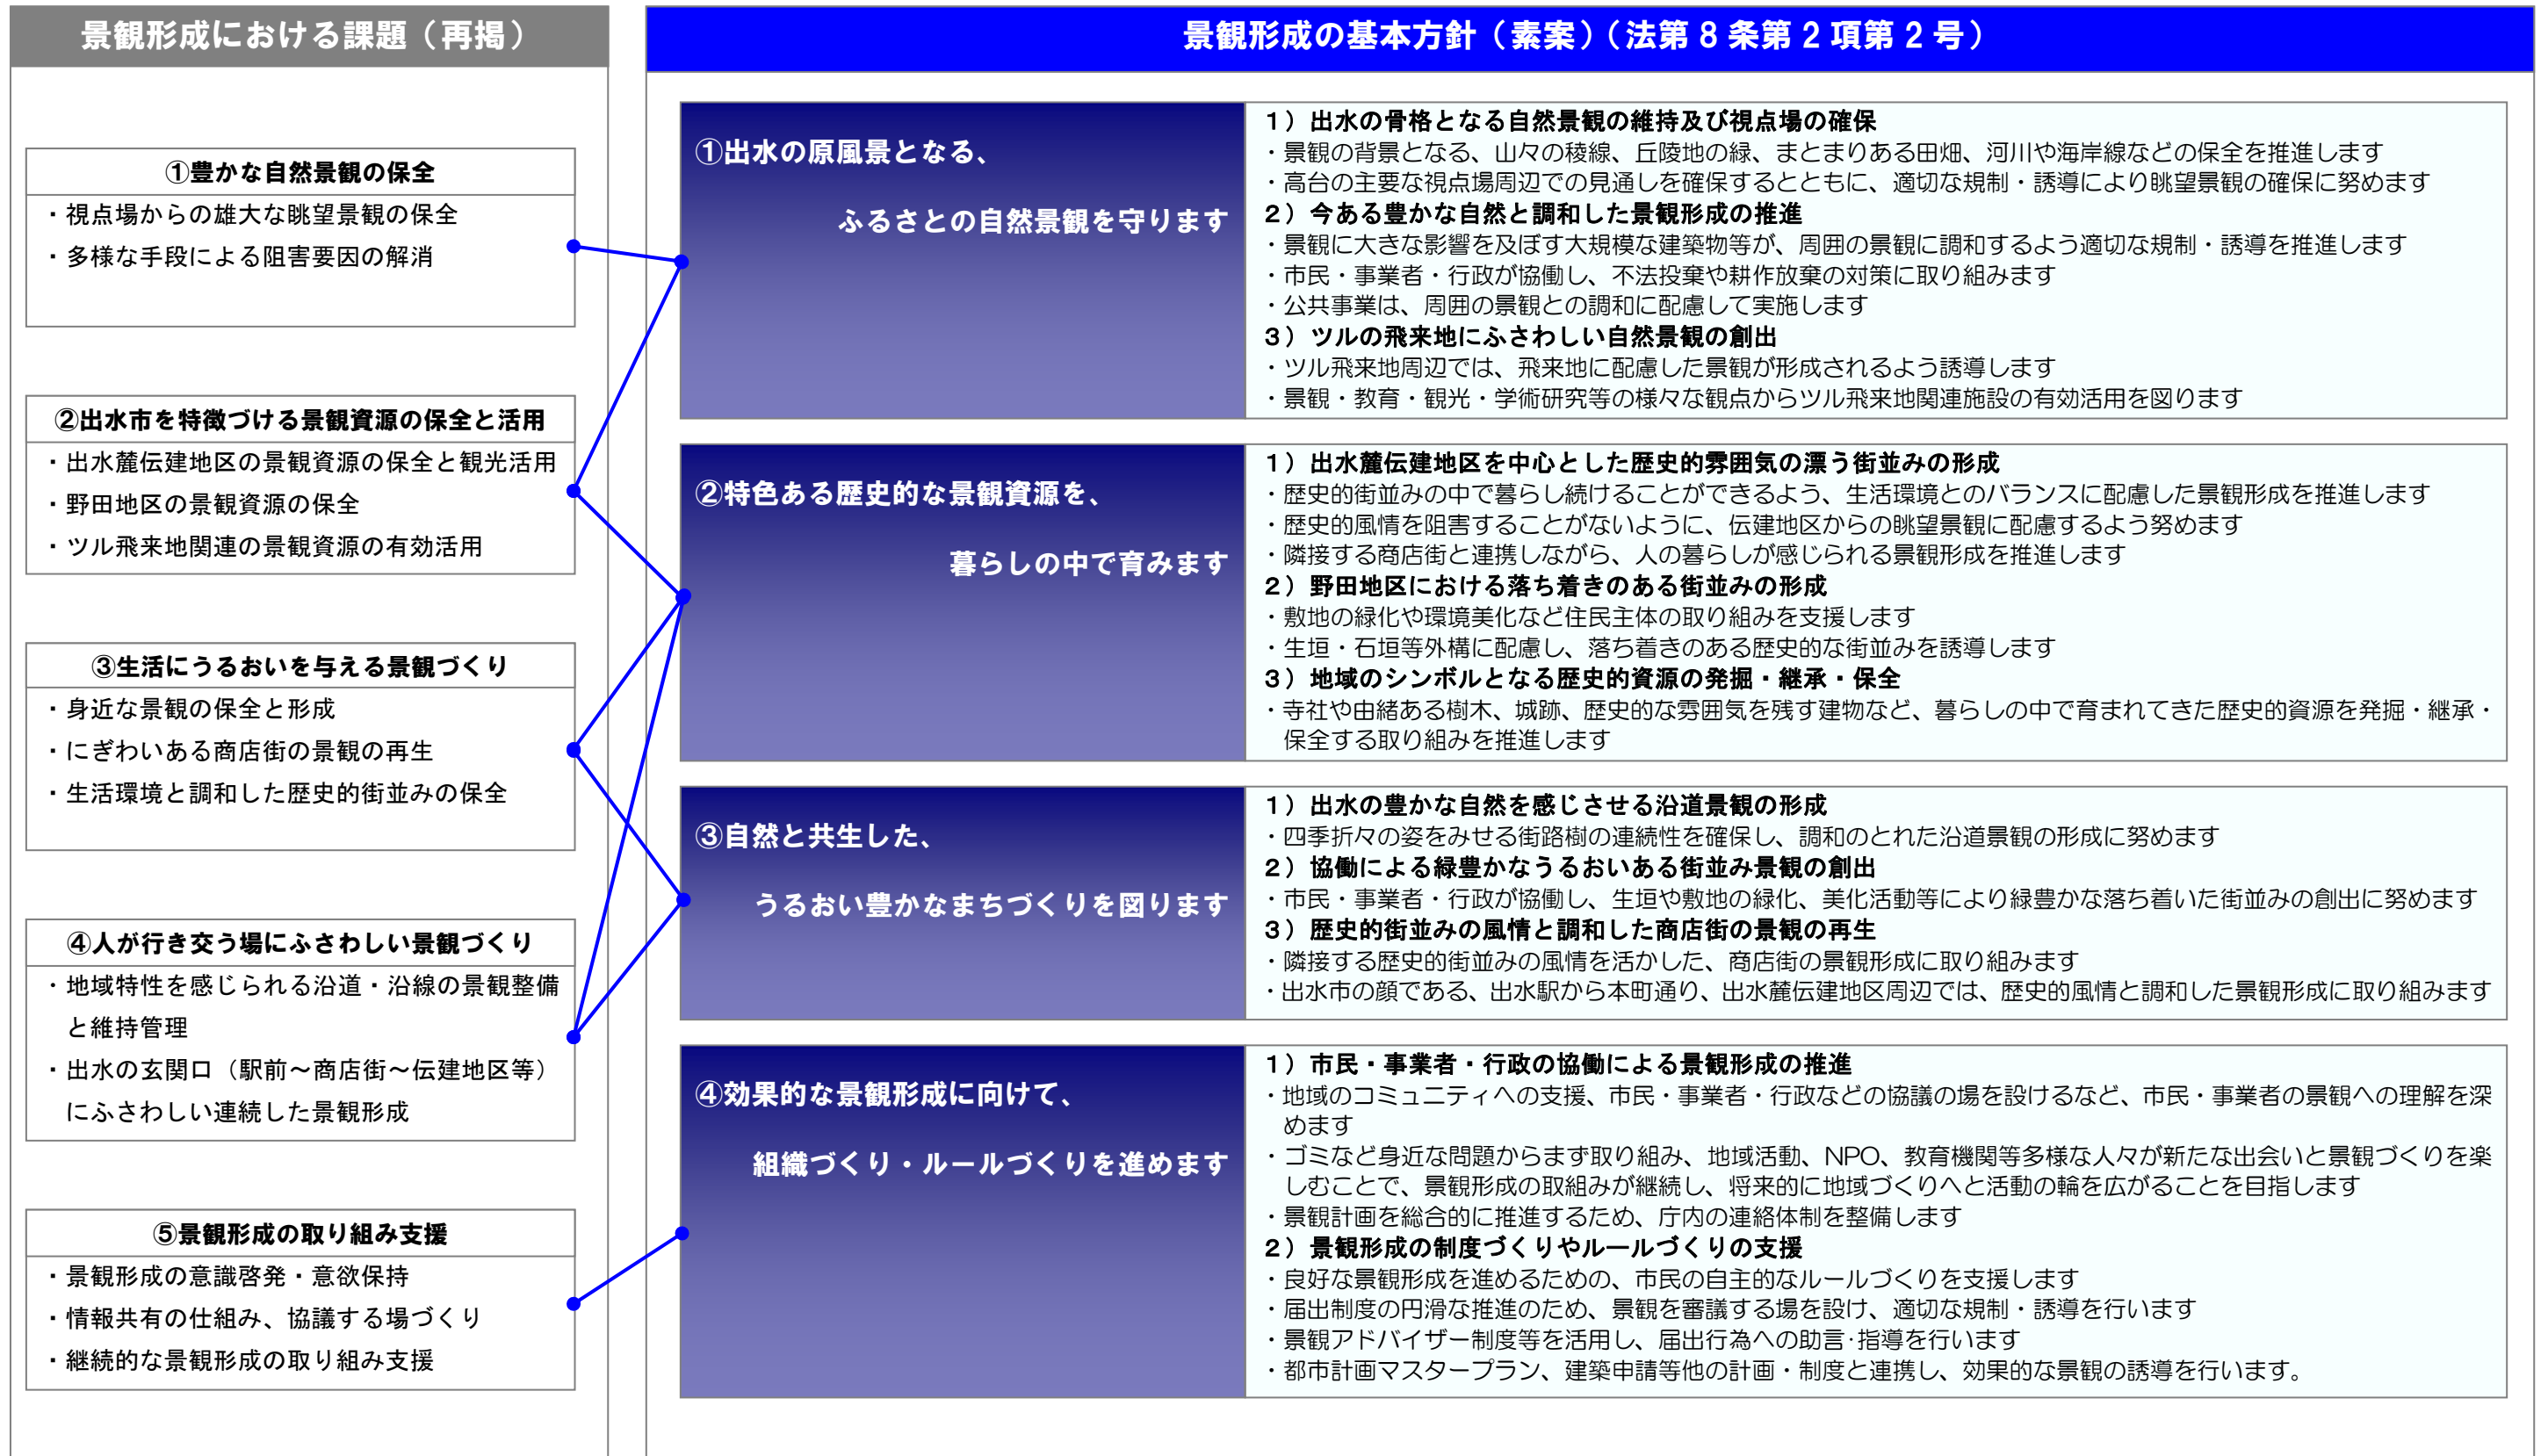 景観形成における課題（再掲）
①豊かな自然景観の保全
・視点場からの雄大な眺望景観の保全
・多様な手段による阻害要因の解消
②出水市を特徴づける景観資源の保全と活用
・出水麓伝建地区の景観資源の保全と観光活用
・野田地区の景観資源の保全
・ツル飛来地関連の景観資源の有効活用
③生活にうるおいを与える景観づくり
・身近な景観の保全と形成
・にぎわいある商店街の景観の再生
・生活環境と調和した歴史的街並みの保全
④人が行き交う場にふさわしい景観づくり
・地域特性を感じられる沿道・沿線の景観整備
と維持管理
・出水の玄関口（駅前～商店街～伝建地区等）
にふさわしい連続した景観形成
⑤景観形成の取り組み支援
・景観形成の意識啓発・意欲保持
・情報共有の仕組み、協議する場づくり
・継続的な景観形成の取り組み支援
景観形成の基本方針（素案）（法第８条第２項第２号）
①出水の原風景となる、
ふるさとの自然景観を守ります
１）出水の骨格となる自然景観の維持及び視点場の確保
・景観の背景となる、山々の稜線、丘陵地の緑、まとまりある田畑、河川や海岸線などの保全を推進します
・高台の主要な視点場周辺での見通しを確保するとともに、適切な規制・誘導により眺望景観の確保に努めます
２）今ある豊かな自然と調和した景観形成の推進
・景観に大きな影響を及ぼす大規模な建築物等が、周囲の景観に調和するよう適切な規制・誘導を推進します
・市民・事業者・行政が協働し、不法投棄や耕作放棄の対策に取り組みます
・公共事業は、周囲の景観との調和に配慮して実施します
３）ツルの飛来地にふさわしい自然景観の創出
・ツル飛来地周辺では、飛来地に配慮した景観が形成されるよう誘導します
・景観・教育・観光・学術研究等の様々な観点からツル飛来地関連施設の有効活用を図ります
②特色ある歴史的な景観資源を、
暮らしの中で育みます
１）出水麓伝建地区を中心とした歴史的雰囲気の漂う街並みの形成
・歴史的街並みの中で暮らし続けることができるよう、生活環境とのバランスに配慮した景観形成を推進します
・歴史的風情を阻害することがないように、伝建地区からの眺望景観に配慮するよう努めます
・隣接する商店街と連携しながら、人の暮らしが感じられる景観形成を推進します
２）野田地区における落ち着きのある街並みの形成
・敷地の緑化や環境美化など住民主体の取り組みを支援します
・生垣・石垣等外構に配慮し、落ち着きのある歴史的な街並みを誘導します
３）地域のシンボルとなる歴史的資源の発掘・継承・保全
・寺社や由緒ある樹木、城跡、歴史的な雰囲気を残す建物など、暮らしの中で育まれてきた歴史的資源を発掘・継承・
保全する取り組みを推進します
③自然と共生した、
うるおい豊かなまちづくりを図ります
１）出水の豊かな自然を感じさせる沿道景観の形成
・四季折々の姿をみせる街路樹の連続性を確保し、調和のとれた沿道景観の形成に努めます
２）協働による緑豊かなうるおいある街並み景観の創出
・市民・事業者・行政が協働し、生垣や敷地の緑化、美化活動等により緑豊かな落ち着いた街並みの創出に努めます
３）歴史的街並みの風情と調和した商店街の景観の再生
・隣接する歴史的街並みの風情を活かした、商店街の景観形成に取り組みます
・出水市の顔である、出水駅から本町通り、出水麓伝建地区周辺では、歴史的風情と調和した景観形成に取り組みます
④効果的な景観形成に向けて、
組織づくり・ルールづくりを進めます
１）市民・事業者・行政の協働による景観形成の推進
・地域のコミュニティへの支援、市民・事業者・行政などの協議の場を設けるなど、市民・事業者の景観への理解を深
めます
・ゴミなど身近な問題からまず取り組み、地域活動、NPO、教育機関等多様な人々が新たな出会いと景観づくりを楽
しむことで、景観形成の取組みが継続し、将来的に地域づくりへと活動の輪を広がることを目指します
・景観計画を総合的に推進するため、庁内の連絡体制を整備します
２）景観形成の制度づくりやルールづくりの支援
・良好な景観形成を進めるための、市民の自主的なルールづくりを支援します
・届出制度の円滑な推進のため、景観を審議する場を設け、適切な規制・誘導を行います
・景観アドバイザー制度等を活用し、届出行為への助言･指導を行います
・都市計画マスタープラン、建築申請等他の計画・制度と連携し、効果的な景観の誘導を行います。